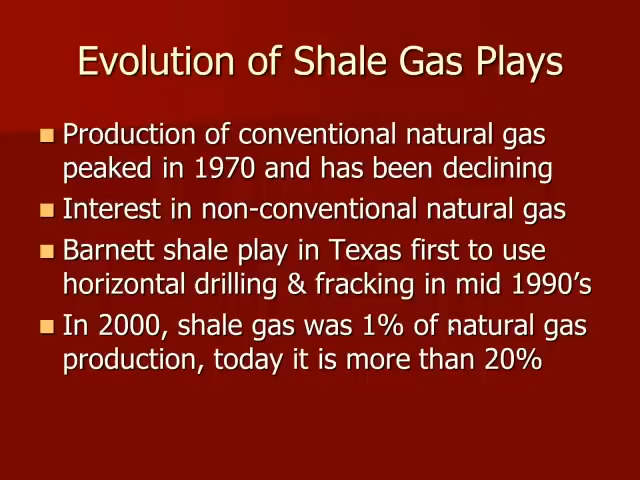 Evolution of Shale Gas Plays
Production of conventional natural gas
peaked in 1970 and has been declining
Interest in non-conventional natural gas
Barnett shale play in Texas first to use
horizontal drilling & fracking in mid 1990's
In 2000, shale gas was 1% of natural gas
production, today it is more than 20%